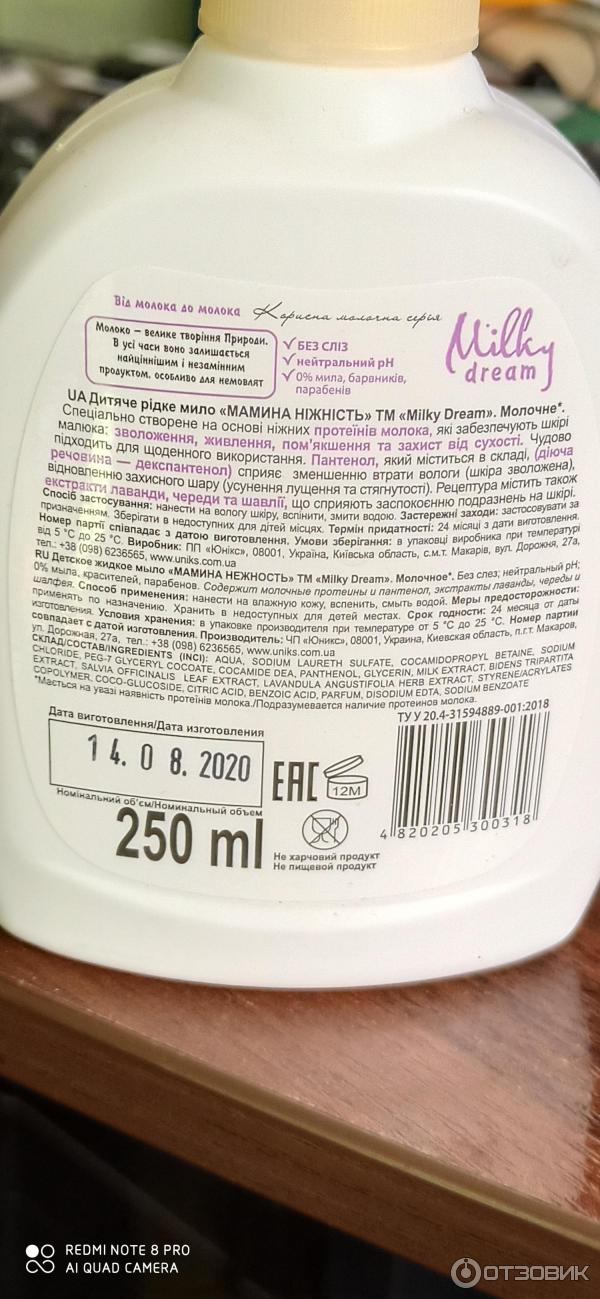 Від молока до молока
Корисна молочна серія
Milky
dream
Молоко – велике творіння Природи.
В усі часи воно залишається
найціннішим і незамінним
продуктом, особливо для немовлят
БЕЗ СЛІЗ
нейтральний pH
0% мила, барвників,
парабенів
UA Дитяче рідке мило «МАМИНА НІЖНІСТЬ» ТМ «Milky Dream». Молочне*.
Спеціально створене на основі ніжних протеїнів молока, які забезпечують шкірі
малюка: зволоження, живлення, пом’якшення та захист від сухості. Чудово
підходить для щоденного використання. Пантенол, який міститься в складі, (діюча
речовина — декспантенол) сприяє зменшенню втрати вологи (шкіра зволожена),
відновленню захисного шару (усунення лущення та стягнутості). Рецептура містить також
екстракти лаванди, череди та шавлії, що сприяють заспокоєнню подразнень на шкірі.
Спосіб застосування: нанести на вологу шкіру, вспінити, змити водою. Застережні заходи: застосовувати за
призначенням. Зберігати в недоступних для дітей місцях. Термін придатності: 24 місяці з дати виготовлення.
Номер партії співпадає з датою виготовлення. Умови зберігання: в упаковці виробника при температурі
від 5 °C до 25 °C. Виробник: ПП «Юнікс», 08001, Україна, Київська область, с.м.т. Макарів, вул. Дорожня, 27а,
тел.: +38 (098) 6236565, www.uniks.com.ua
RU Детское жидкое мыло «МАМИНА НЕЖНОСТЬ» ТМ «Milky Dream». Молочное*. Без слез; нейтральный pH;
0% мыла, красителей, парабенов. Содержит молочные протеины и пантенол, экстракты лаванды, череды и
шалфея. Способ применения: нанести на влажную кожу, вспенить, смыть водой. Меры предосторожности:
применять по назначению. Хранить в недоступных для детей местах. Срок годности: 24 месяца от даты
изготовления. Условия хранения: в упаковке производителя при температуре от 5 °C до 25 °C. Номер партии
совпадает с датой изготовления. Производитель: ЧП «Юникс», 08001, Украина, Киевская область, п.г.т. Макаров,
ул. Дорожная, 27а, тел.: +38 (098) 6236565, www.uniks.com.ua
СКЛАД/СОСТАВ/INGREDIENTS (INCI): AQUA, SODIUM LAURETH SULFATE, COCAMIDOPROPYL BETAINE, SODIUM
CHLORIDE, PEG-7 GLYCERYL COCOATE, COCAMIDE DEA, PANTHENOL, GLYCERIN, MILK EXTRACT, BIDENS TRIPARTITA
EXTRACT, SALVIA OFFICINALIS LEAF EXTRACT, LAVANDULA ANGUSTIFOLIA HERB EXTRACT, STYRENE/ACRYLATES
COPOLYMER, COCO-GLUCOSIDE, CITRIC ACID, BENZOIC ACID, PARFUM, DISODIUM EDTA, SODIUM BENZOATE
*Мається на увазі наявність протеїнів молока./Подразумевается наличие протеинов молока.
ТУ У 20.4-31594889-001:2018
Дата виготовлення/Дата изготовления
14.08.2020
EAC
12M
Номінальний об'єм/Номинальный объем
250 ml
Не харчовий продукт
Не пищевой продукт
4 820205 300318
REDMI NOTE 8 PRO
AI QUAD CAMERA
ОТЗОВИК